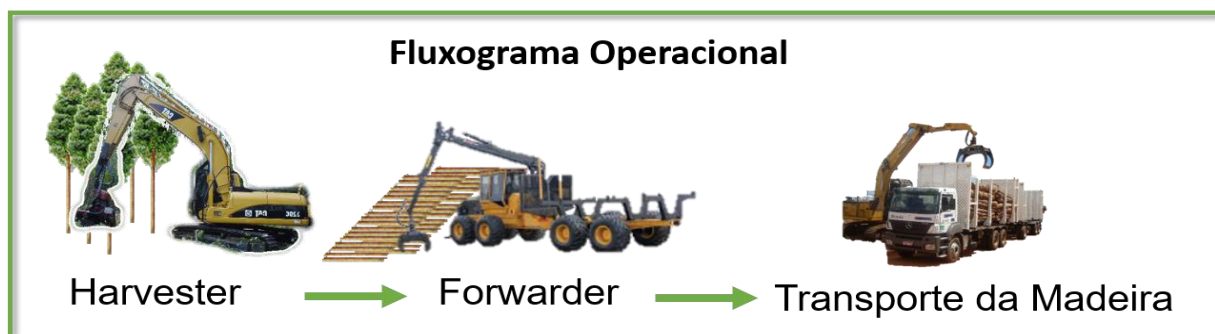 Fluxograma Operacional
Harvester
Forwarder
Transporte da Madeira